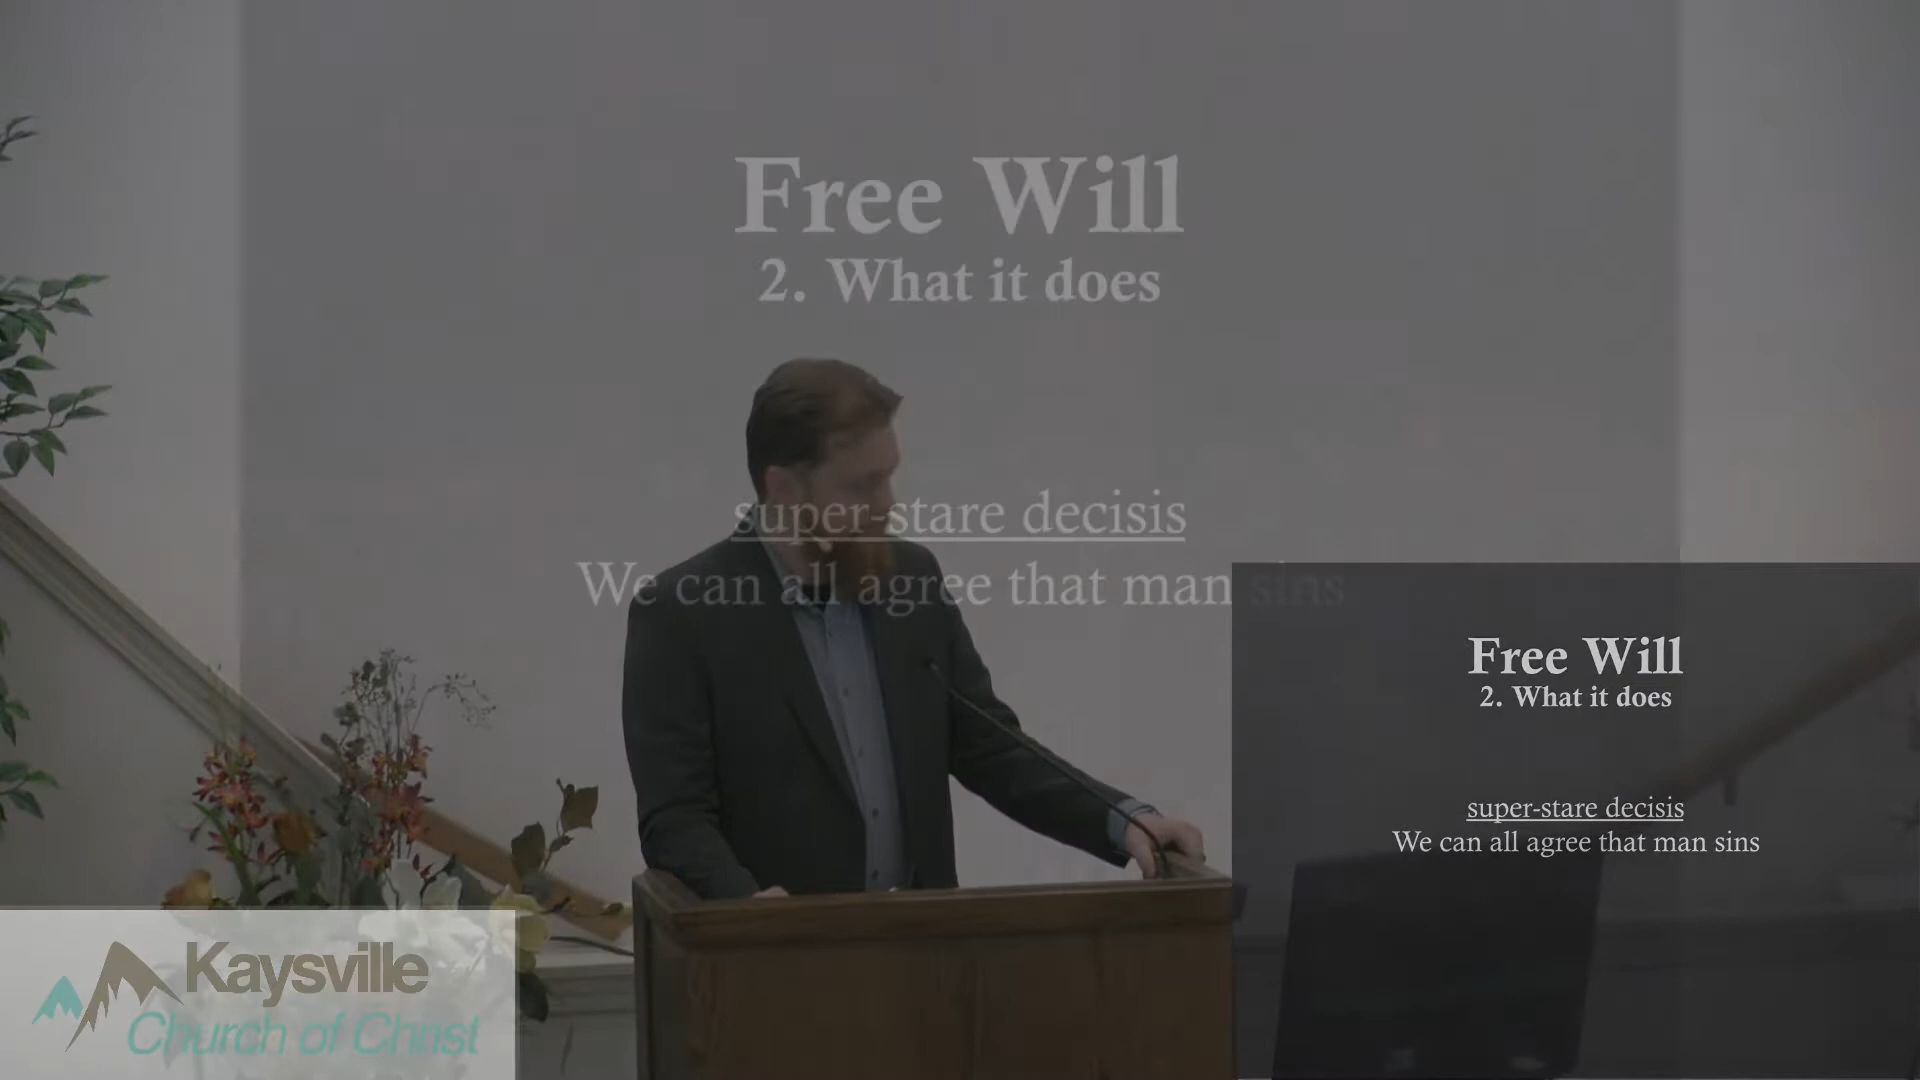 Free Will
2. What it does
super-stare decisis
We can all agree that man sins
Free Will
2. What it does
super-stare decisis
We can all agree that man sins
Kaysville
Church of Christ